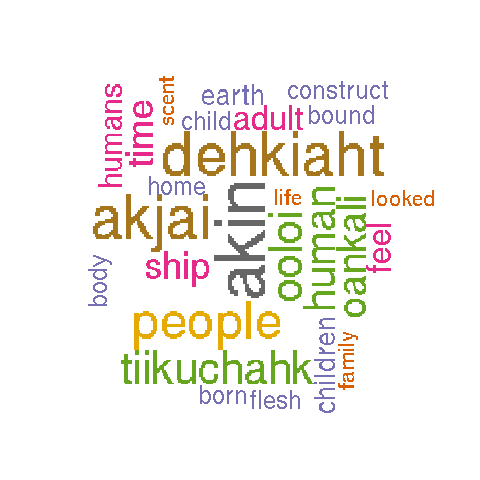 scent
earth
construct
humans
time
child
adult
bound
dehkiaht
home
life
looked
akjai
akin
ooloi
human
oankali
feel
ship
body
people
children
family
tiikuchahk
born
flesh